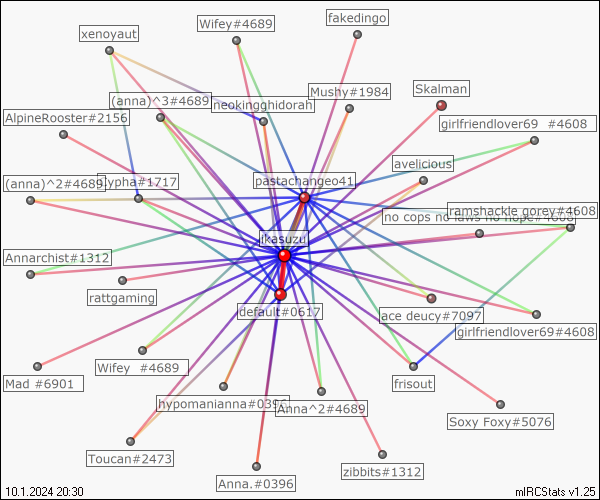 Wifey#4689
fakedingo
xenoyaut
Mushy#1984
Skalman
(anna)^3#4689
neokingghidorah
AlpineRooster#2156
girlfriendlover69 #4608
avelicious
(anna)^2#4689
lypha#1717
pastachangeo41
no cops no laws no nope#4608
ramshackle gorey#4608
ikasuzu
Annarchist#1312
rattgaming
default#0617
ace deucy#7097
girlfriendlover69#4608
Wifey #4689
Mad #6901
frisout
hypomanianna#0396
Anna^2#4689
Soxy Foxy#5076
Toucan#2473
zibbits#1312
Anna.#0396
10.1.2024 20:30
mIRCStats v1.25